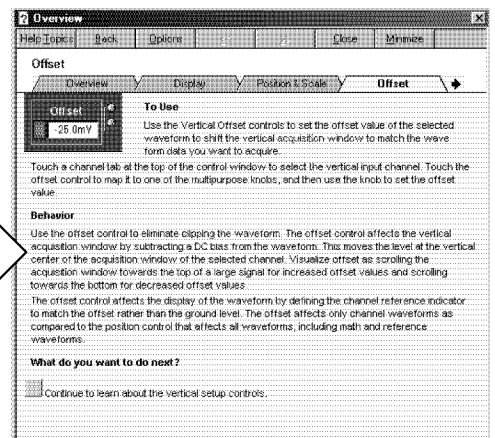 Overview
Help Topics Back Options Close Minimize
Offset
Overview Display Position & Scale Offset
Offset
-25.0mV
To Use
Use the Vertical Offset controls to set the offset value of the selected
waveform to shift the vertical acquisition window to match the wave
form data you want to acquire.
Touch a channel tab at the top of the control window to select the vertical input channel. Touch the
offset control to map it to one of the multipurpose knobs, and then use the knob to set the offset
value.
Behavior
Use the offset control to eliminate clipping the waveform. The offset control affects the vertical
acquisition window by subtracting a DC bias from the waveform. This moves the level at the vertical
center of the acquisition window of the selected channel. Visualize offset as scrolling the
acquisition window towards the top of a large signal for increased offset values and scrolling
towards the bottom for decreased offset values.
The offset control affects the display of the waveform by defining the channel reference indicator
to match the offset rather than the ground level. The offset affects only channel waveforms as
compared to the position control that affects all waveforms, including math and reference
waveforms.
What do you want to do next?
Continue to learn about the vertical setup controls.